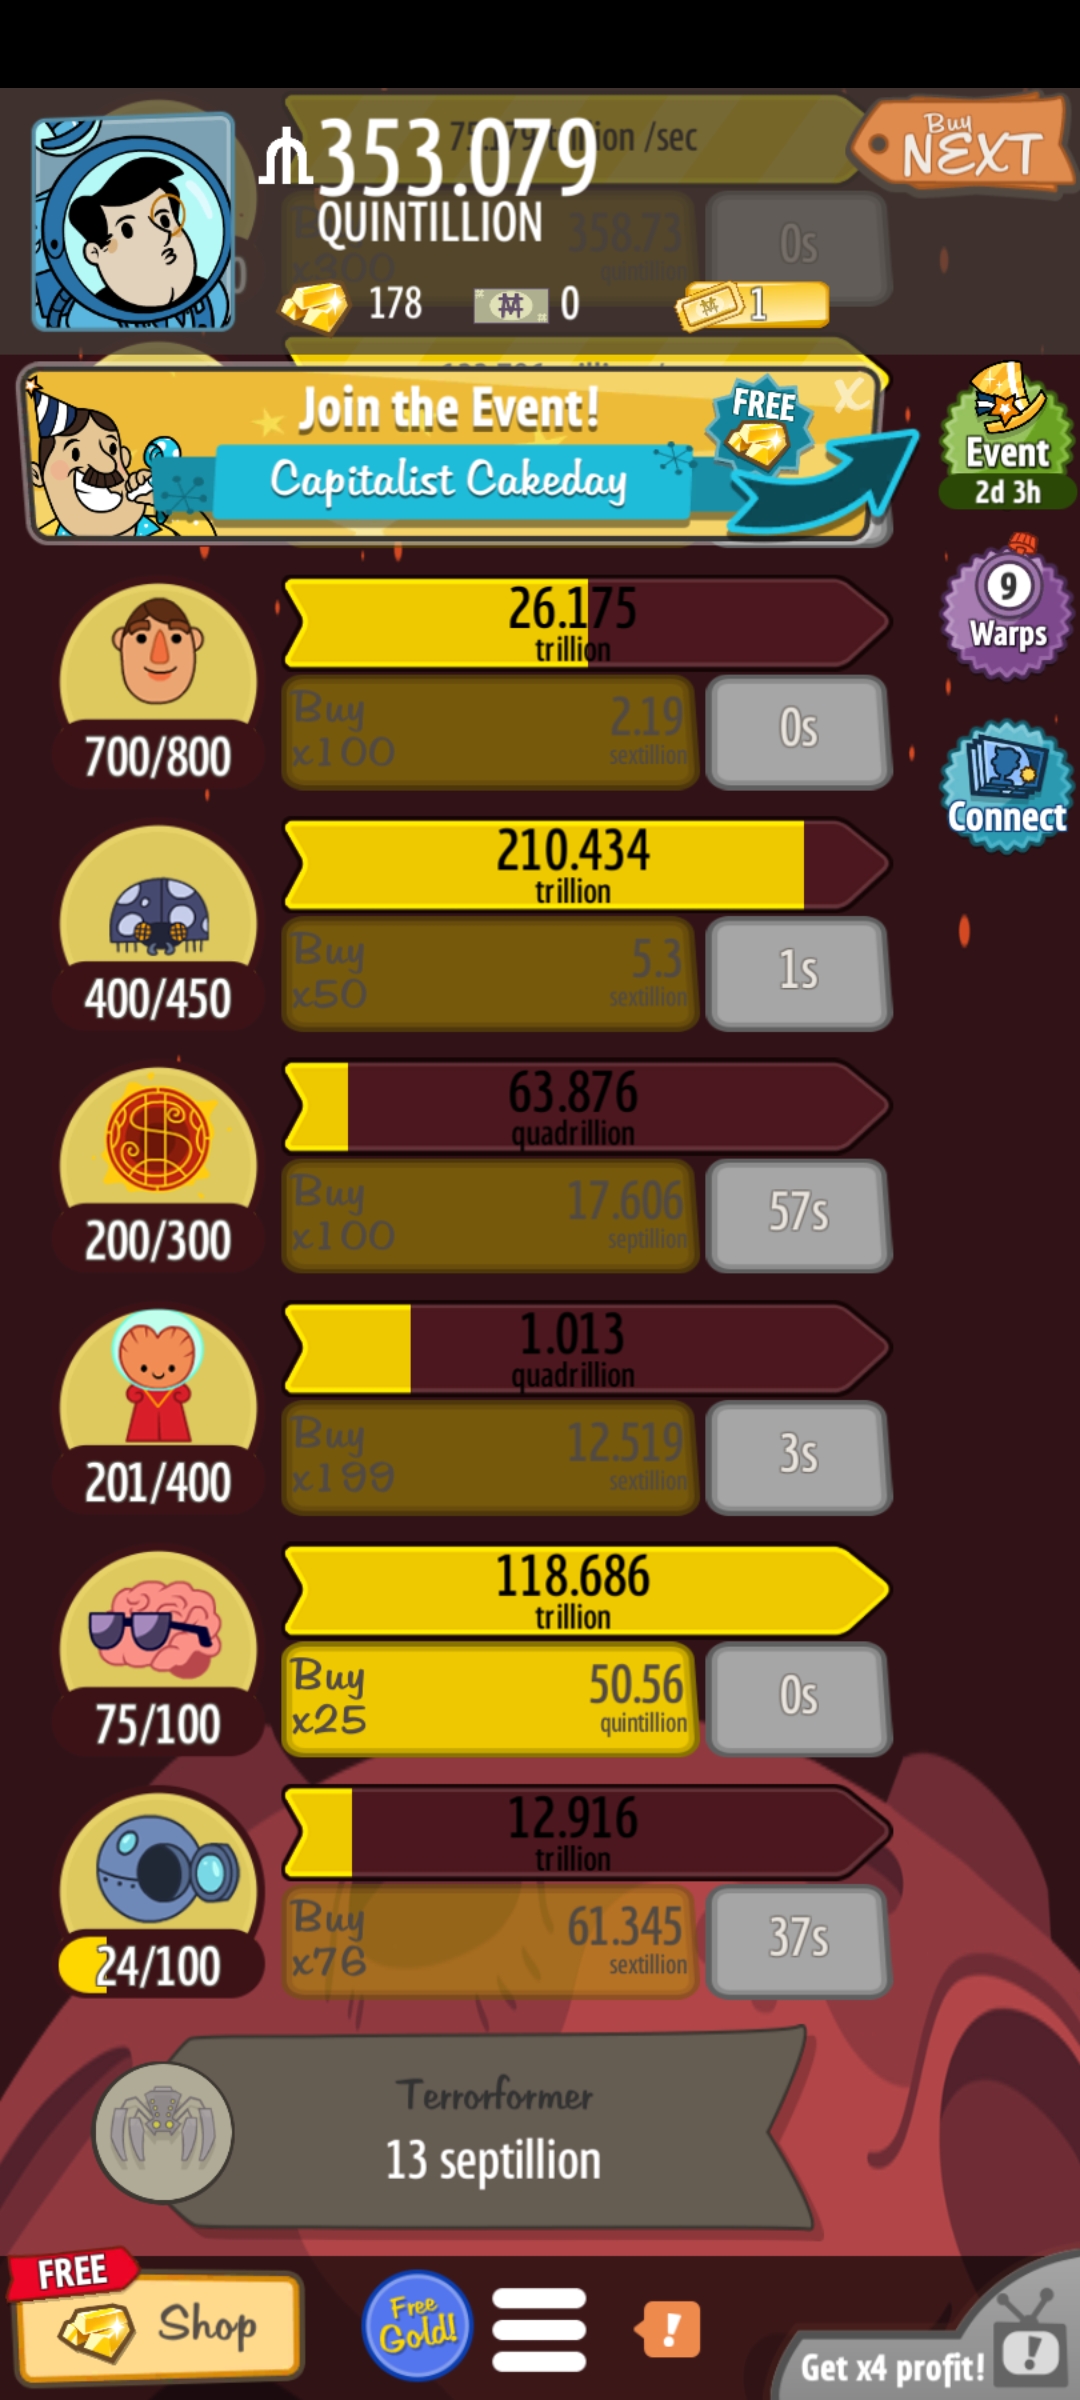 353.079
QUINTILLION
Buy
NEXT
/sec
358.73
x300
0s
178
0
1
Join the Event!
Capitalist Cakeday
FREE
X
Event
2d 3h
26.175
trillion
Buy
x100
2.19
sextillion
0s
700/800
9
Warps
210.434
trillion
Buy
x50
5.3
sextillion
1s
400/450
Connect
63.876
quadrillion
Buy
x100
17.606
septillion
57s
200/300
1.013
quadrillion
Buy
x199
12.519
sextillion
3s
201/400
118.686
trillion
Buy
x25
50.56
quintillion
0s
75/100
12.916
trillion
Buy
x76
61.345
sextillion
37s
24/100
Terrorformer
13 septillion
FREE
Shop
Free
Gold!
!
Get x4 profit!
!